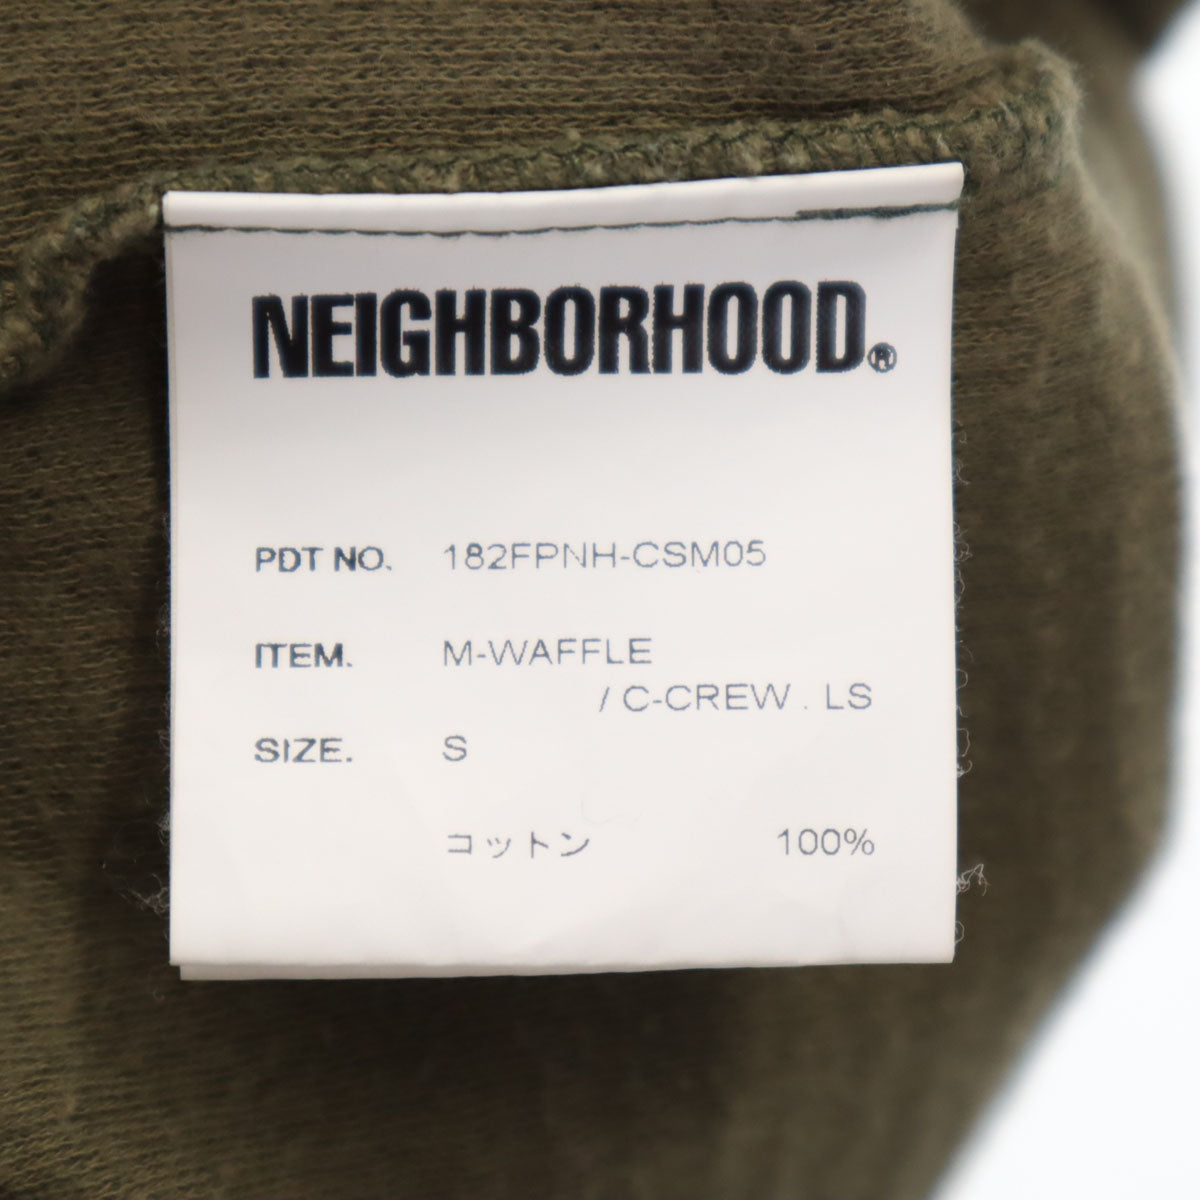 NEIGHBORHOOD®
PDT NO. 182FPNH-CSM05
ITEM. M-WAFFLE
/ C-CREW . LS
SIZE. S
コットン 100%